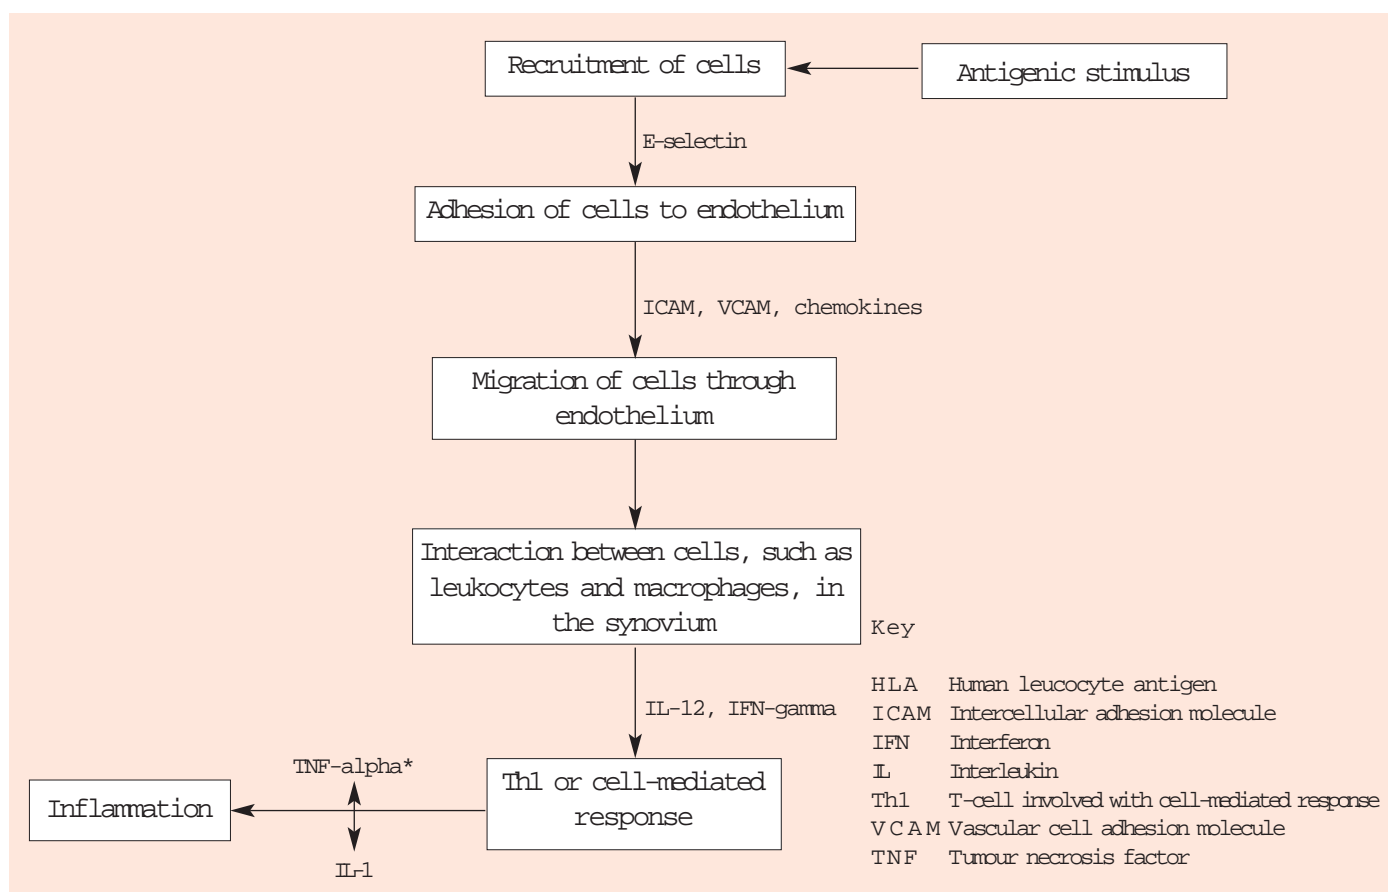 Recruitment of cells
Antigenic stimulus
E-selectin
Adhesion of cells to endothelium
ICAM, VCAM, chemokines
Migration of cells through
endothelium
Interaction between cells, such as
leukocytes and macrophages, in
the synovium
IL-12, IFN-gamma
Th1 or cell-mediated
response
TNF-alpha*
IL-1
Inflammation
Key
HLA Human leucocyte antigen
ICAM Intercellular adhesion molecule
IFN Interferon
IL Interleukin
Th1 T-cell involved with cell-mediated response
VCAM Vascular cell adhesion molecule
TNF Tumour necrosis factor